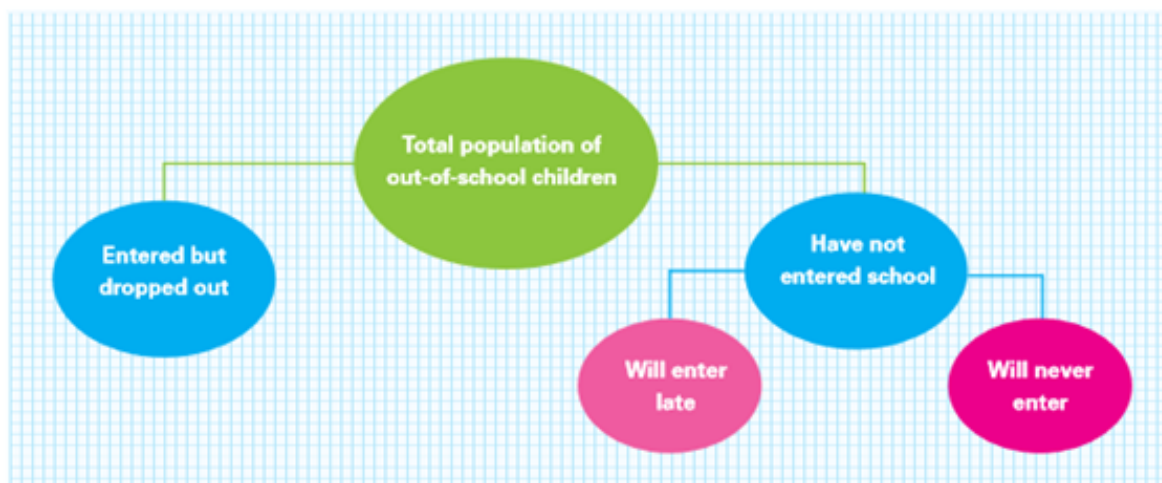 Total population of
out-of-school children
Entered but
dropped out
Have not
entered school
Will enter
late
Will never
enter